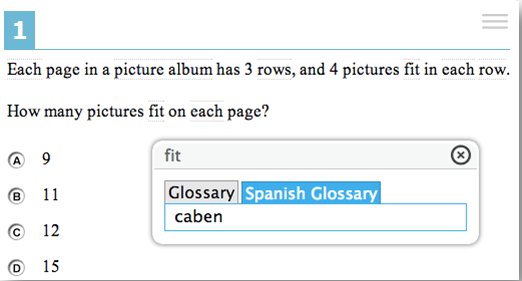 1
Each page in a picture album has 3 rows, and 4 pictures fit in each row.
How many pictures fit on each page?
A 9
B 11
C 12
D 15
fit
Glossary Spanish Glossary
caben